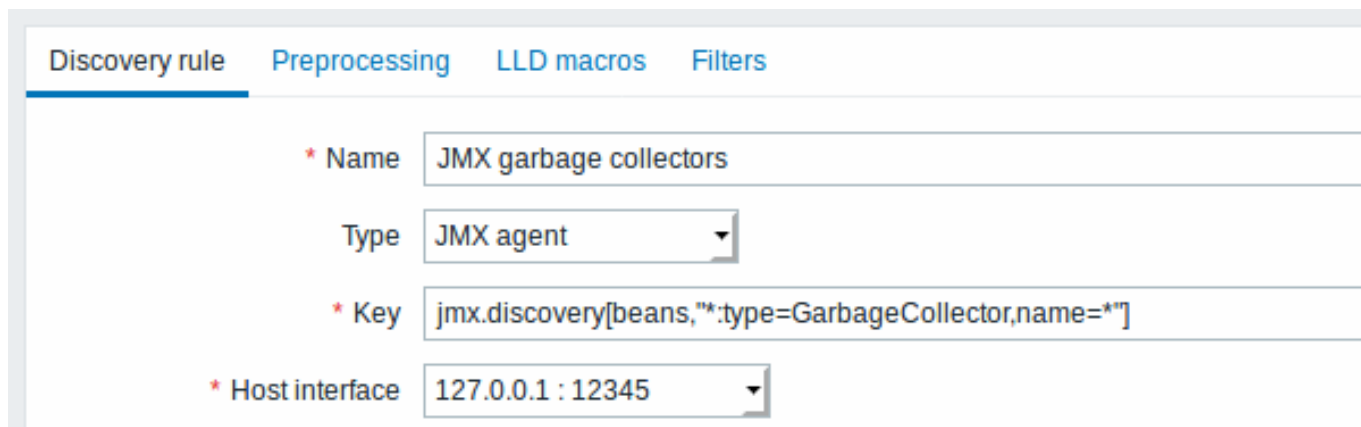 Discovery rule Preprocessing LLD macros Filters
* Name JMX garbage collectors
Type JMX agent
* Key jmx.discovery[beans,"*:type=GarbageCollector,name=*"]
* Host interface 127.0.0.1 : 12345